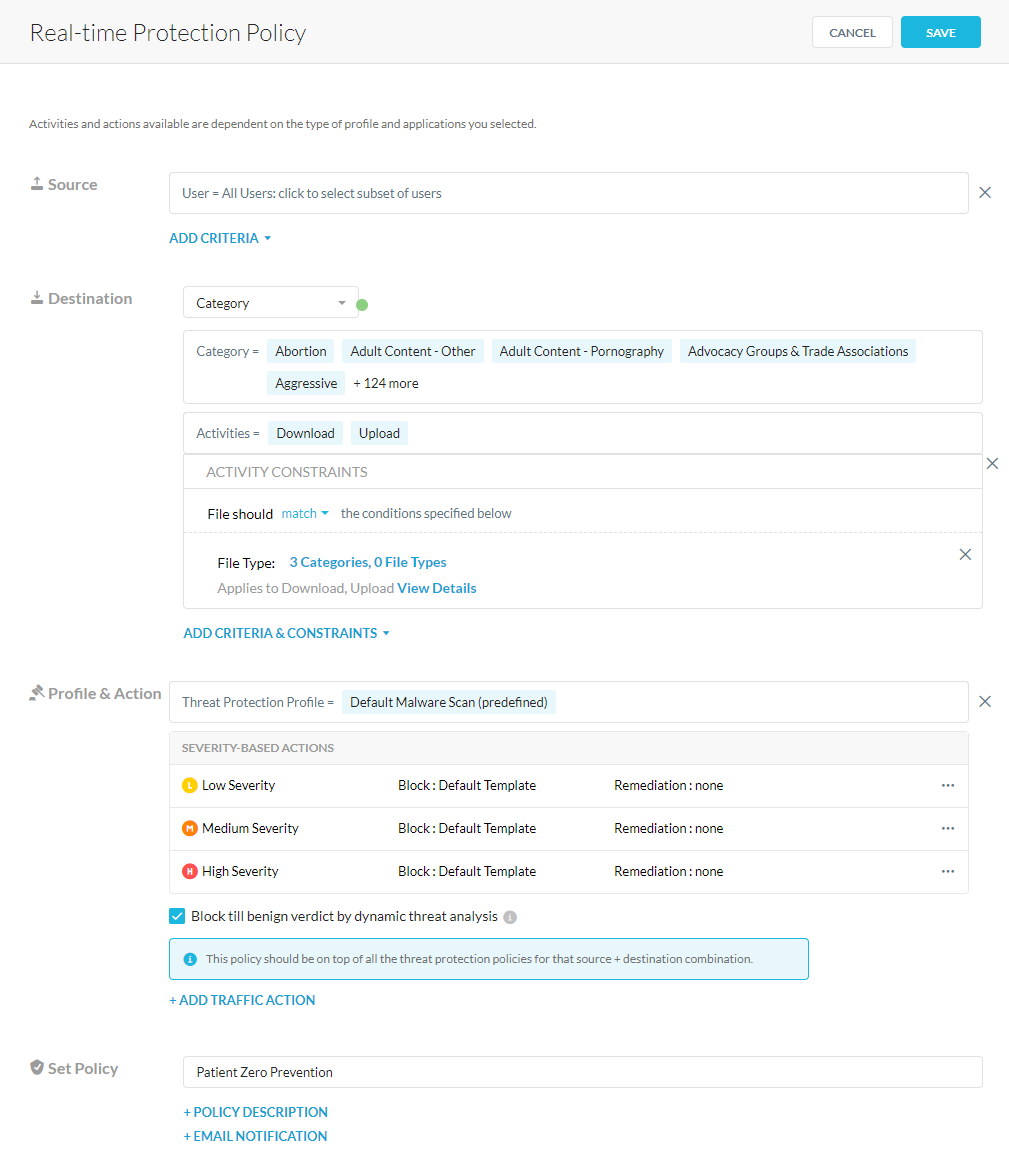 Real-time Protection Policy
CANCEL
SAVE
Activities and actions available are dependent on the type of profile and applications you selected.
Source
User = All Users: click to select subset of users
ADD CRITERIA
Destination
Category
Category = Abortion Adult Content - Other Adult Content - Pornography Advocacy Groups & Trade Associations
Aggressive + 124 more
Activities = Download Upload
ACTIVITY CONSTRAINTS
File should match the conditions specified below
File Type: 3 Categories, 0 File Types
Applies to Download, Upload View Details
ADD CRITERIA & CONSTRAINTS
Profile & Action
Threat Protection Profile = Default Malware Scan (predefined)
SEVERITY-BASED ACTIONS
L Low Severity Block : Default Template Remediation : none
M Medium Severity Block : Default Template Remediation : none
H High Severity Block : Default Template Remediation : none
Block till benign verdict by dynamic threat analysis
This policy should be on top of all the threat protection policies for that source + destination combination.
+ ADD TRAFFIC ACTION
Set Policy
Patient Zero Prevention
+ POLICY DESCRIPTION
+ EMAIL NOTIFICATION